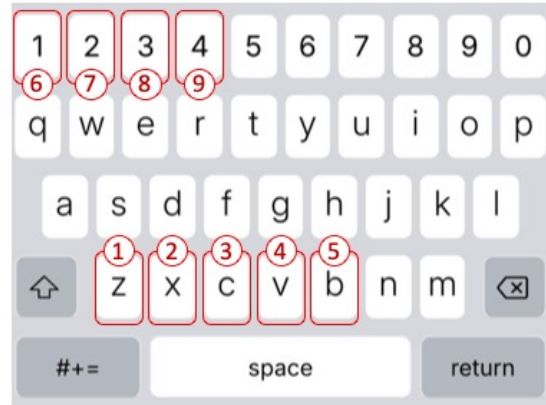 1 2 3 4 5 6 7 8 9 0
6 7 8 9
q w e r t y u i o p
a s d f g h j k l
1 2 3 4 5
z x c v b n m
#+= space return